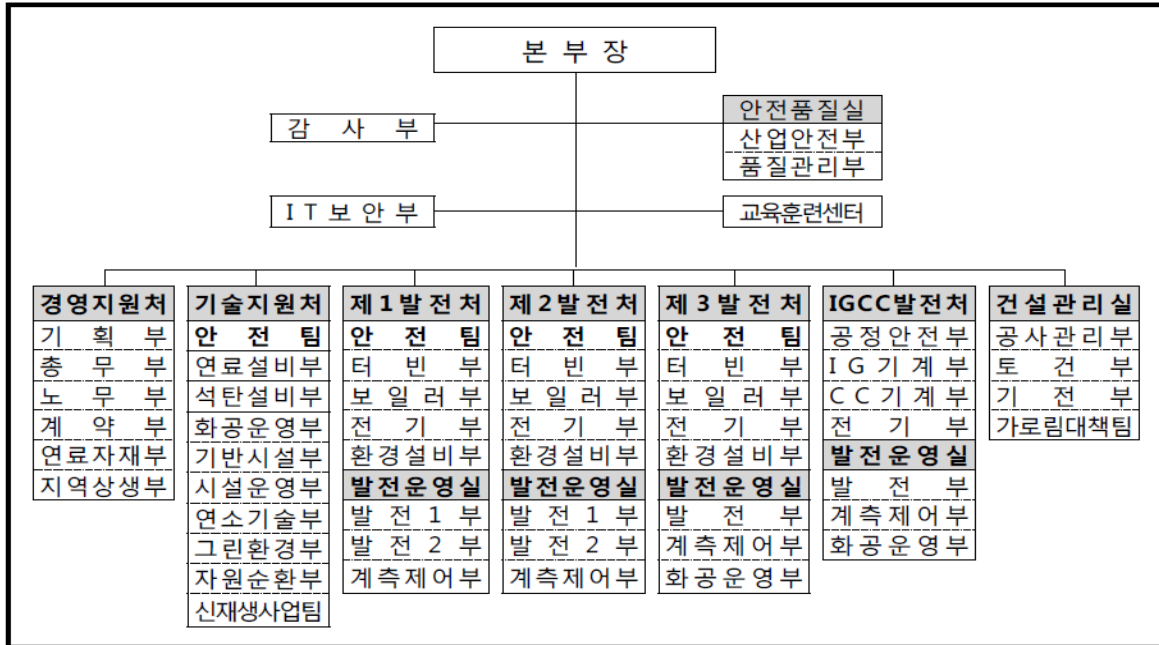 본 부 장
감 사 부
안전품질실
산업안전부
품질관리부
IT보안부
교육훈련센터
경영지원처
기 획 부
총 무 부
노 무 부
계 약 부
연료자재부
지역상생부
기술지원처
안 전 팀
연료설비부
석탄설비부
화공운영부
기반시설부
시설운영부
연소기술부
그린환경부
자원순환부
신재생사업팀
제1발전처
안 전 팀
터 빈 부
보일러부
전 기 부
환경설비부
발전운영실
발 전 1 부
발 전 2 부
계측제어부
제2발전처
안 전 팀
터 빈 부
보일러부
전 기 부
환경설비부
발전운영실
발 전 1 부
발 전 2 부
계측제어부
제3발전처
안 전 팀
터 빈 부
보일러부
전 기 부
환경설비부
발전운영실
발 전 부
계측제어부
화공운영부
IGCC발전처
공정안전부
IG기계부
CC기계부
전 기 부
발전운영실
발 전 부
계측제어부
화공운영부
건설관리실
공사관리부
토 건 부
기 전 부
가로림대책팀